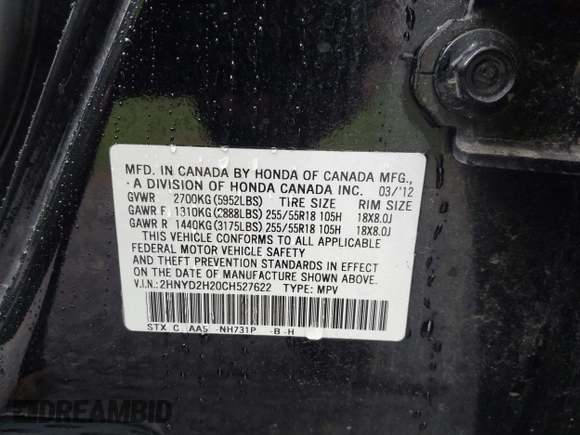 MFD. IN CANADA BY HONDA OF CANADA MFG.,
A DIVISION OF HONDA CANADA INC. 03/'12
GVWR 2700KG (5952LBS) TIRE SIZE RIM SIZE
GAWR F 1310KG (2888LBS) 255/55R18 105H 18X8.0J
GAWR R 1440KG (3175LBS) 255/55R18 105H 18X8.0J
THIS VEHICLE CONFORMS TO ALL APPLICABLE
FEDERAL MOTOR VEHICLE SAFETY
AND THEFT PREVENTION STANDARDS IN EFFECT
ON THE DATE OF MANUFACTURE SHOWN ABOVE.
V.I.N.: 2HNYD2H20CH527622 TYPE: MPV
STX C AA5 -NH731P -B -H
DREAMBID